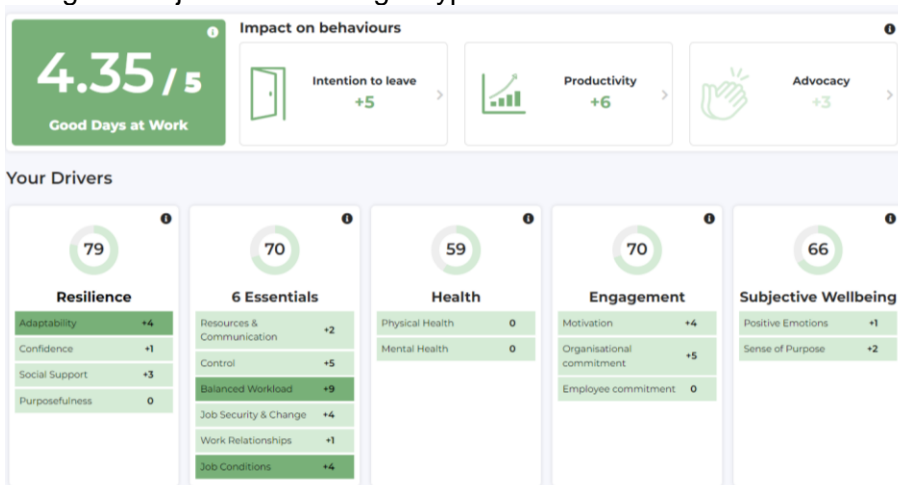 Impact on behaviours
4.35 / 5
Good Days at Work
Intention to leave
+5
Productivity
+6
Advocacy
+3
Your Drivers
79
Resilience
Adaptability +4
Confidence +1
Social Support +3
Purposefulness 0
70
6 Essentials
Resources &
Communication +2
Control +5
Balanced Workload +9
Job Security & Change +4
Work Relationships +1
Job Conditions +4
59
Health
Physical Health 0
Mental Health 0
70
Engagement
Motivation +4
Organisational
commitment +5
Employee commitment 0
66
Subjective Wellbeing
Positive Emotions +1
Sense of Purpose +2